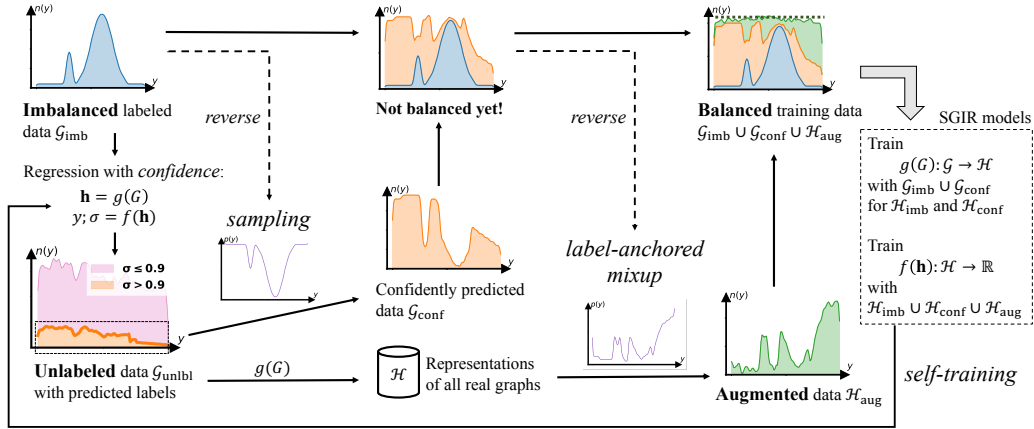 n(y)
y
Imbalanced labeled
data 𝒢imb
reverse
Regression with confidence:
h = g(G)
y; σ = f(h)
n(y)
σ ≤ 0.9
σ > 0.9
y
Unlabeled data 𝒢unlbl
with predicted labels
sampling
p(y)
y
g(G)
n(y)
y
Not balanced yet!
n(y)
y
Confidently predicted
data 𝒢conf
ℋ
Representations
of all real graphs
reverse
label-anchored
mixup
p(y)
y
n(y)
y
Balanced training data
𝒢imb ∪ 𝒢conf ∪ ℋaug
n(y)
y
Augmented data ℋaug
SGIR models
Train
g(G): 𝒢 → ℋ
with 𝒢imb ∪ 𝒢conf
for ℋimb and ℋconf
Train
f(h): ℋ → ℝ
with
ℋimb ∪ ℋconf ∪ ℋaug
self-training